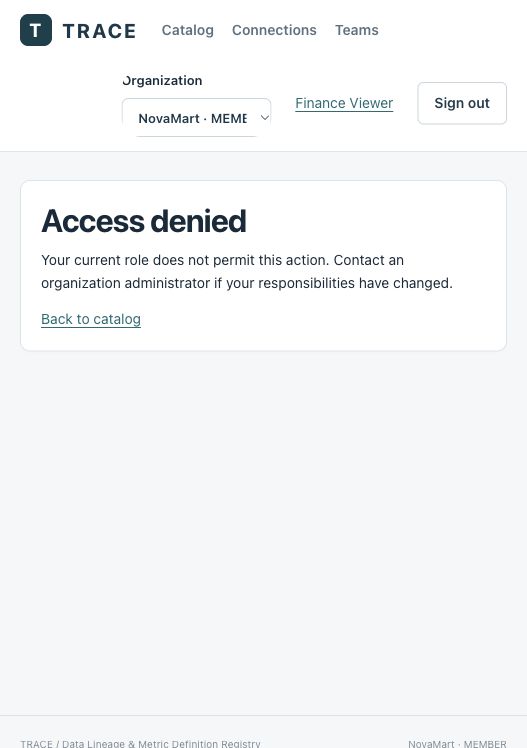 T TRACE Catalog Connections Teams
Organization
NovaMart · MEMB
Finance Viewer
Sign out
Access denied
Your current role does not permit this action. Contact an
organization administrator if your responsibilities have changed.
Back to catalog
TRACE / Data Lineage & Metric Definition Registry
NovaMart · MEMBER